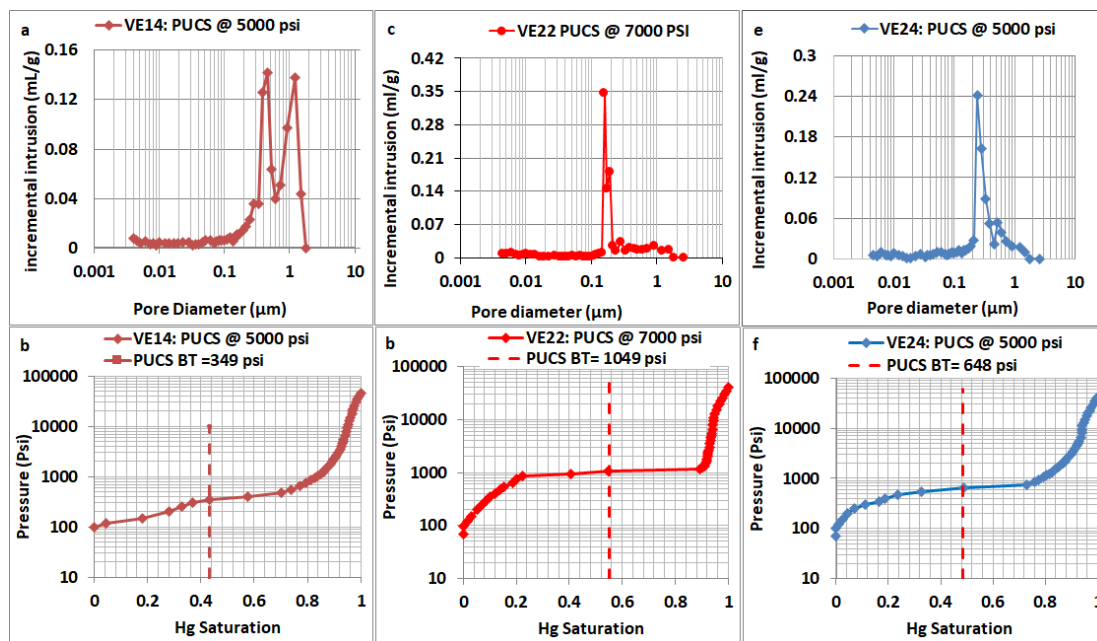 a
VE14: PUCS @ 5000 psi
0.16
0.12
0.08
0.04
0
incremental intrusion (mL/g)
0.001
0.01
0.1
1
10
Pore Diameter (µm)
c
VE22 PUCS @ 7000 PSI
0.42
0.35
0.28
0.21
0.14
0.07
0
Incremental intrusion (ml/g)
0.001
0.01
0.1
1
10
Pore diameter (µm)
e
VE24: PUCS @ 5000 psi
0.3
0.24
0.18
0.12
0.06
0
Incremental intrusion (ml/g)
0.001
0.01
0.1
1
10
Pore diameter (µm)
b
VE14: PUCS @ 5000 psi
PUCS BT =349 psi
100000
10000
1000
100
10
Pressure (Psi)
0
0.2
0.4
0.6
0.8
1
Hg Saturation
b
VE22: PUCS @ 7000 psi
PUCS BT= 1049 psi
100000
10000
1000
100
10
Pressure (Psi)
0
0.2
0.4
0.6
0.8
1
Hg Saturation
f
VE24: PUCS @ 5000 psi
PUCS BT= 648 psi
100000
10000
1000
100
10
Pressure (Psi)
0
0.2
0.4
0.6
0.8
1
Hg Saturation